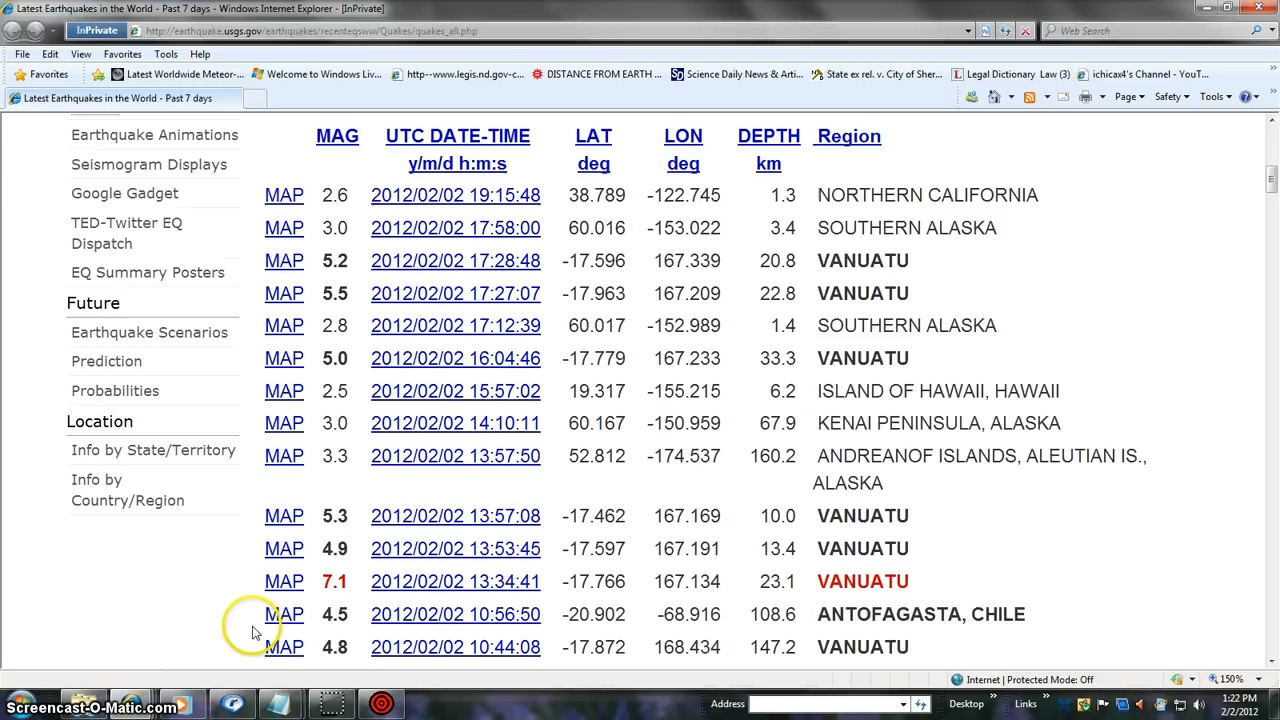 Latest Earthquakes in the World - Past 7 days - Windows Internet Explorer - [InPrivate]
InPrivate http://earthquake.usgs.gov/earthquakes/recenteqsww/Quakes/quakes_all.php Web Search
File Edit View Favorites Tools Help
Favorites Latest Worldwide Meteor-... Welcome to Windows Liv... http--www.legis.nd.gov-c... DISTANCE FROM EARTH ... Science Daily News & Arti... State ex rel. v. City of Sher... Legal Dictionary Law (3) ichicax4's Channel - YouT...
Latest Earthquakes in the World - Past 7 days Page Safety Tools
Earthquake Animations
Seismogram Displays
Google Gadget
TED-Twitter EQ
Dispatch
EQ Summary Posters
Future
Earthquake Scenarios
Prediction
Probabilities
Location
Info by State/Territory
Info by
Country/Region
MAG UTC DATE-TIME LAT LON DEPTH Region
y/m/d h:m:s deg deg km
MAP 2.6 2012/02/02 19:15:48 38.789 -122.745 1.3 NORTHERN CALIFORNIA
MAP 3.0 2012/02/02 17:58:00 60.016 -153.022 3.4 SOUTHERN ALASKA
MAP 5.2 2012/02/02 17:28:48 -17.596 167.339 20.8 VANUATU
MAP 5.5 2012/02/02 17:27:07 -17.963 167.209 22.8 VANUATU
MAP 2.8 2012/02/02 17:12:39 60.017 -152.989 1.4 SOUTHERN ALASKA
MAP 5.0 2012/02/02 16:04:46 -17.779 167.233 33.3 VANUATU
MAP 2.5 2012/02/02 15:57:02 19.317 -155.215 6.2 ISLAND OF HAWAII, HAWAII
MAP 3.0 2012/02/02 14:10:11 60.167 -150.959 67.9 KENAI PENINSULA, ALASKA
MAP 3.3 2012/02/02 13:57:50 52.812 -174.537 160.2 ANDREANOF ISLANDS, ALEUTIAN IS.,
ALASKA
MAP 5.3 2012/02/02 13:57:08 -17.462 167.169 10.0 VANUATU
MAP 4.9 2012/02/02 13:53:45 -17.597 167.191 13.4 VANUATU
MAP 7.1 2012/02/02 13:34:41 -17.766 167.134 23.1 VANUATU
MAP 4.5 2012/02/02 10:56:50 -20.902 -68.916 108.6 ANTOFAGASTA, CHILE
MAP 4.8 2012/02/02 10:44:08 -17.872 168.434 147.2 VANUATU
Internet | Protected Mode: Off 150%
Screencast-O-Matic.com Address Desktop Links 1:22 PM
2/2/2012